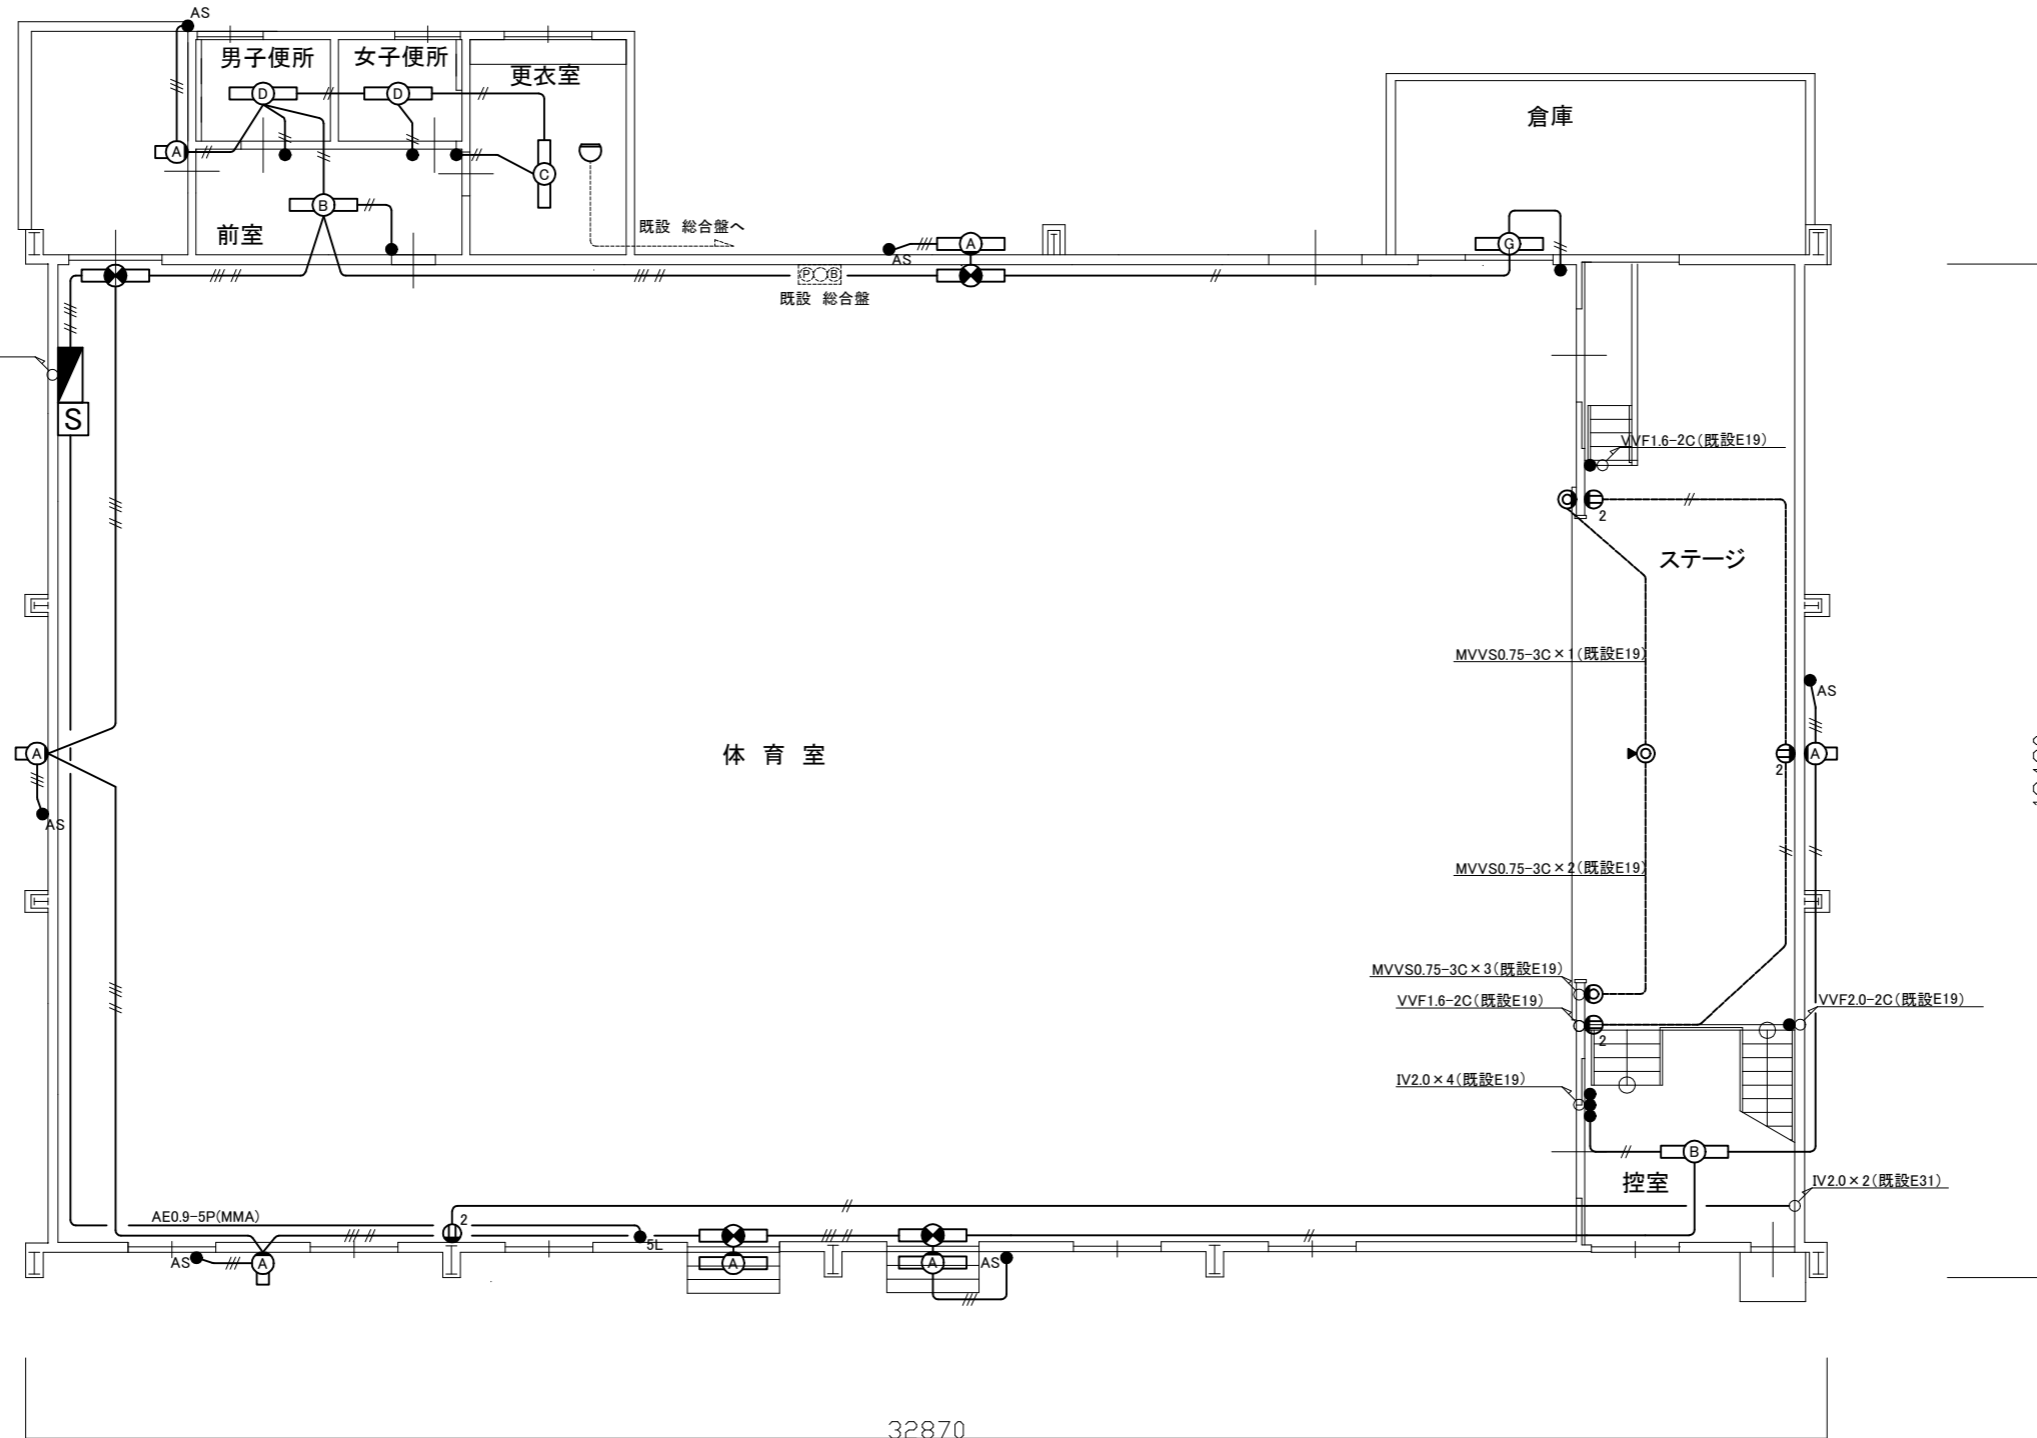 AS
男子便所
女子便所
更衣室
D
D
倉庫
A
C
B
前室
既設 総合盤へ
AS
A
G
P B
既設 総合盤
S
VVF1.6-2C(既設E19)
2
ステージ
MVVS0.75-3C×1(既設E19)
AS
体 育 室
A
2
A
AS
MVVS0.75-3C×2(既設E19)
MVVS0.75-3C×3(既設E19)
VVF1.6-2C(既設E19)
VVF2.0-2C(既設E19)
2
IV2.0×4(既設E19)
B
控室
IV2.0×2(既設E31)
AE0.9-5P(MMA)
2
5L
AS
A
A
A
AS
32870